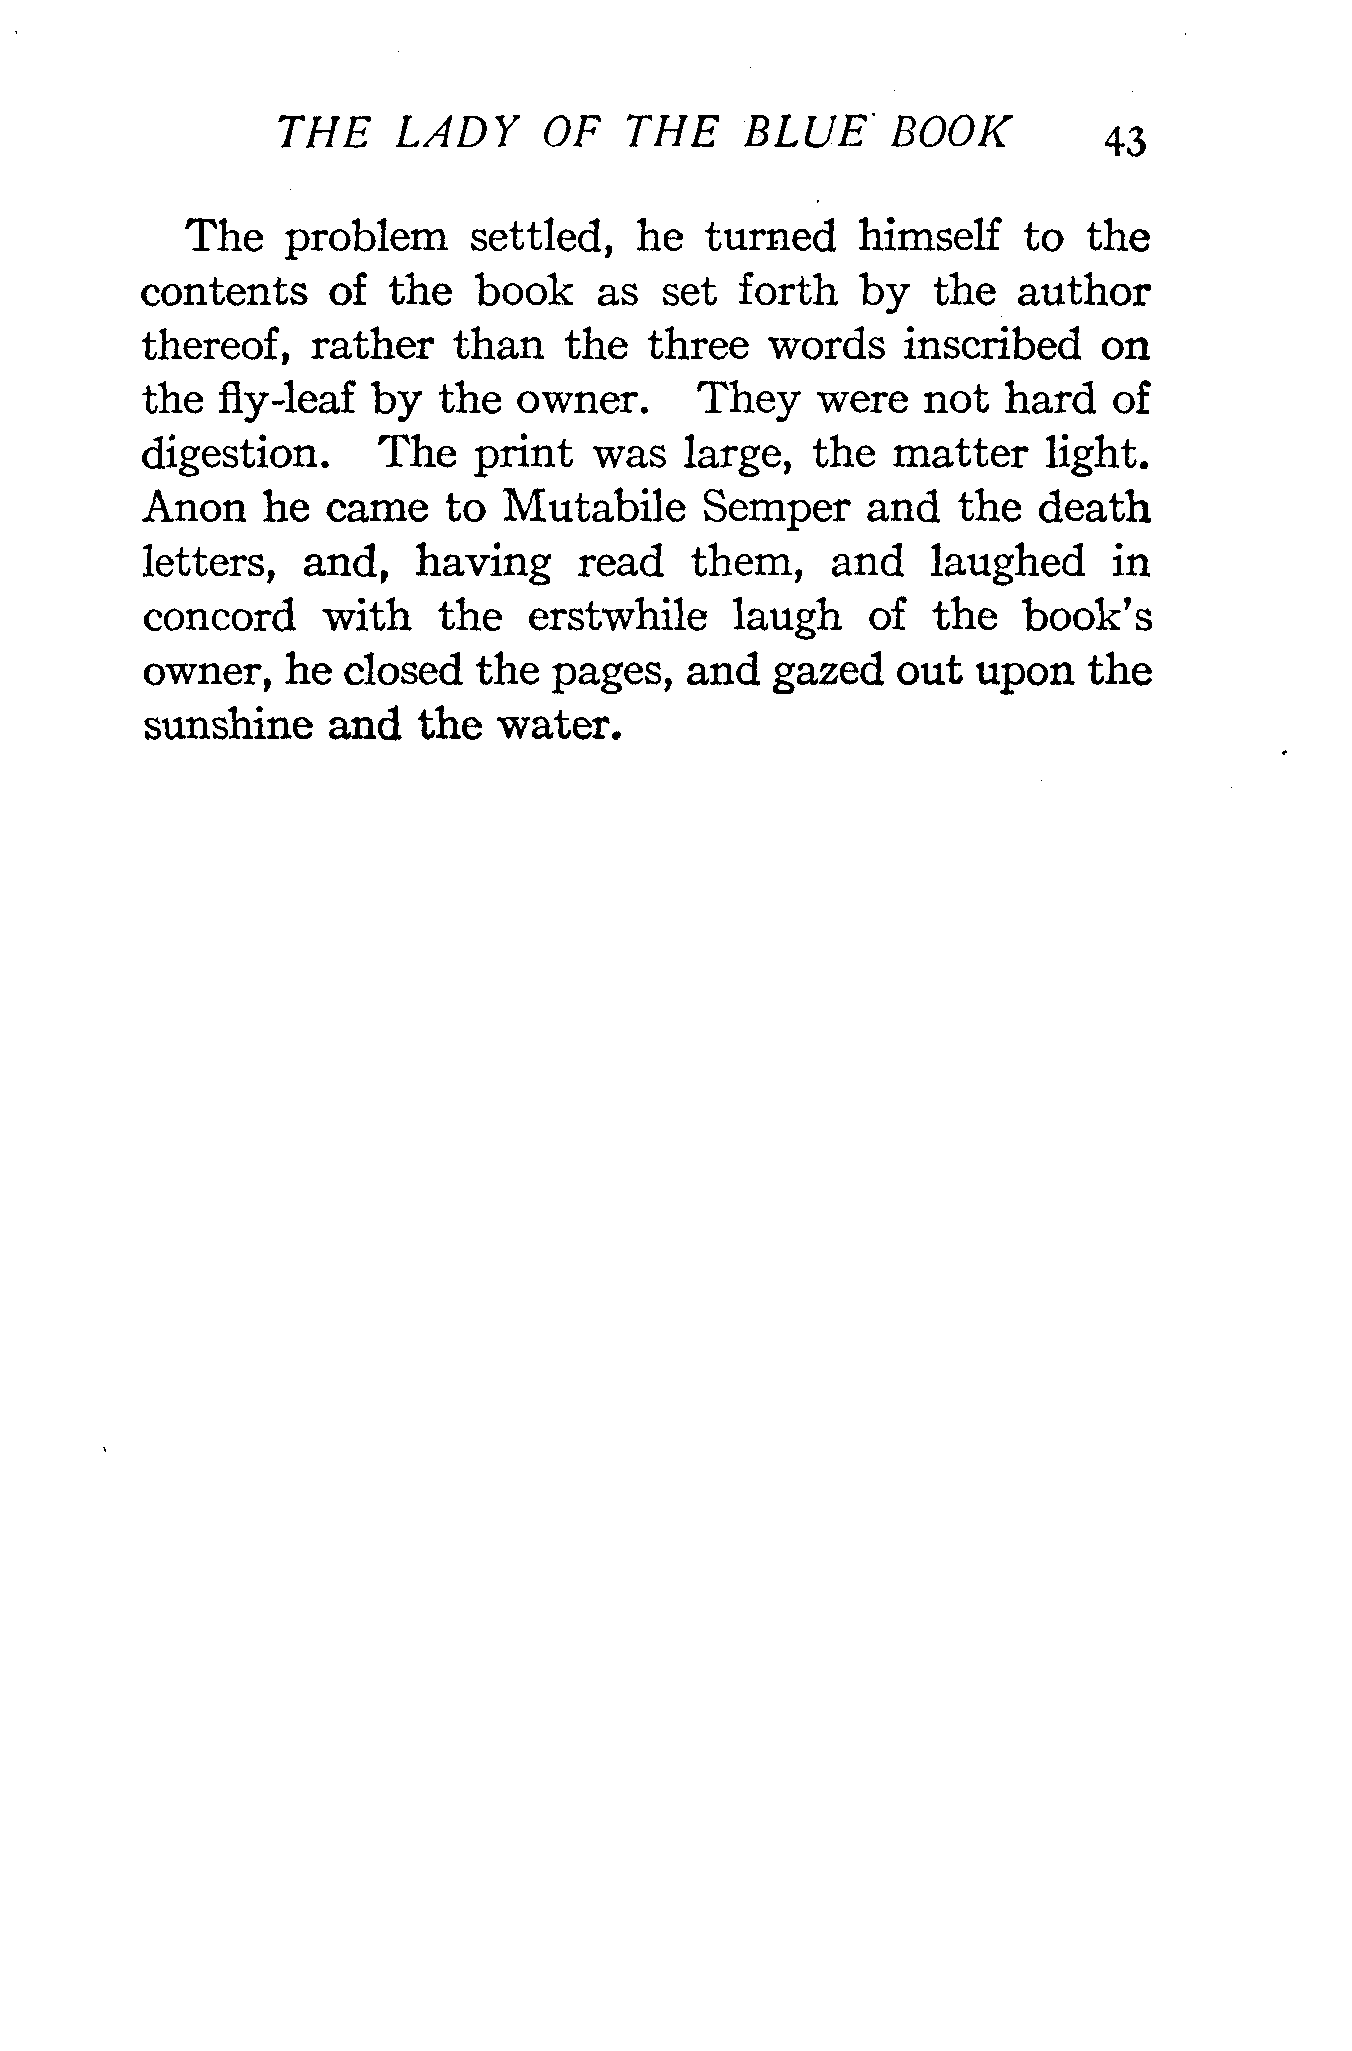 THE LADY OF THE BLUE BOOK 43
The problem settled, he turned himself to the
contents of the book as set forth by the author
thereof, rather than the three words inscribed on
the fly-leaf by the owner. They were not hard of
digestion. The print was large, the matter light.
Anon he came to Mutabile Semper and the death
letters, and, having read them, and laughed in
concord with the erstwhile laugh of the book's
owner, he closed the pages, and gazed out upon the
sunshine and the water.